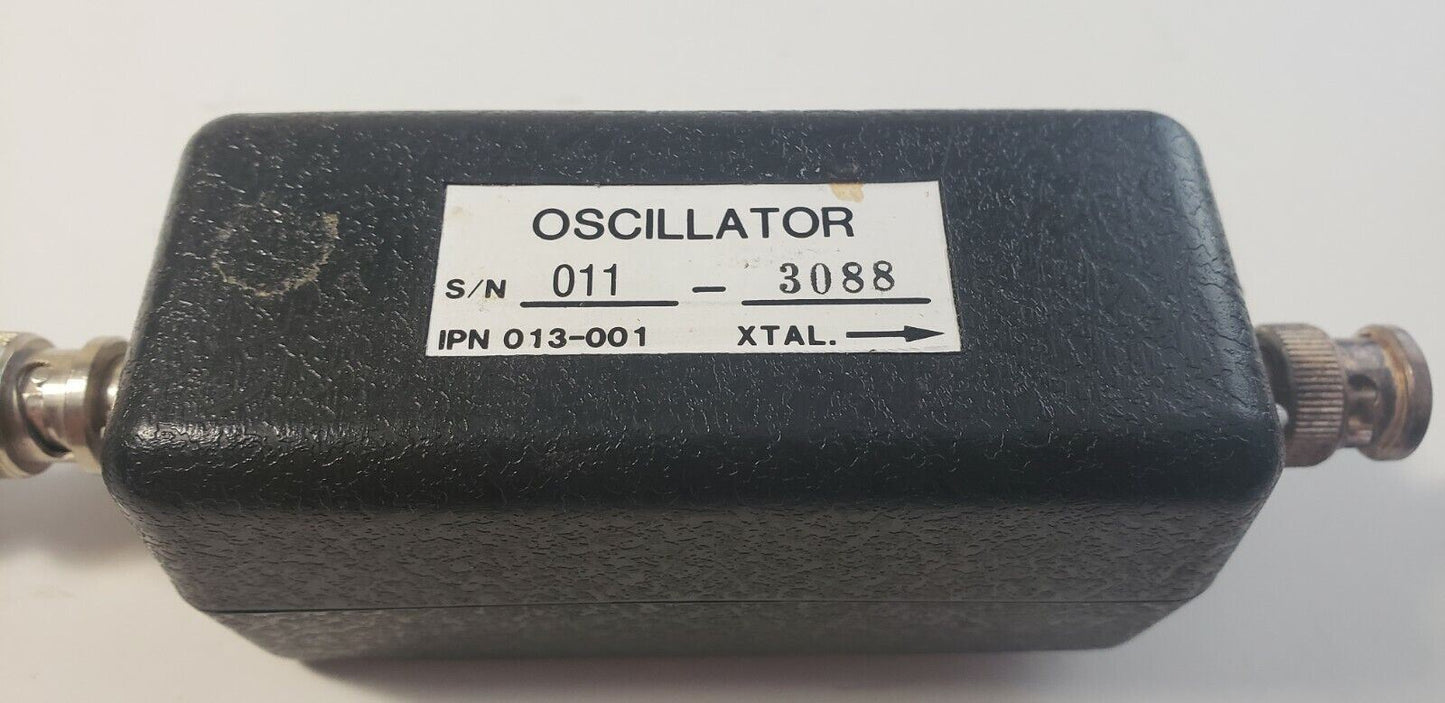 OSCILLATOR
S/N 011 - 3088
IPN 013-001 XTAL. →